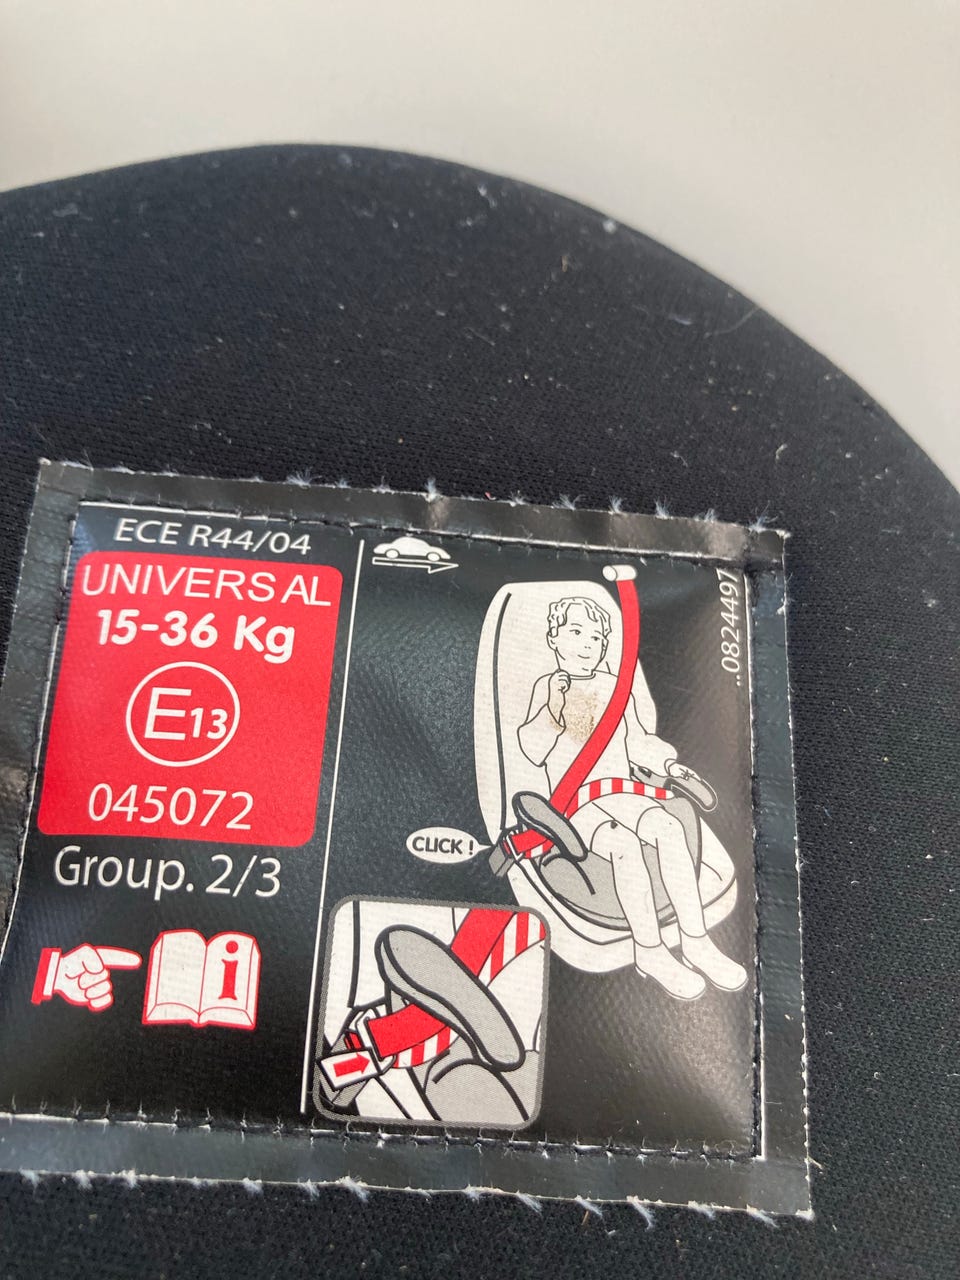 ECE R44/04
UNIVERSAL
15-36 Kg
E13
045072
Group. 2/3
i
CLICK !
..0824497